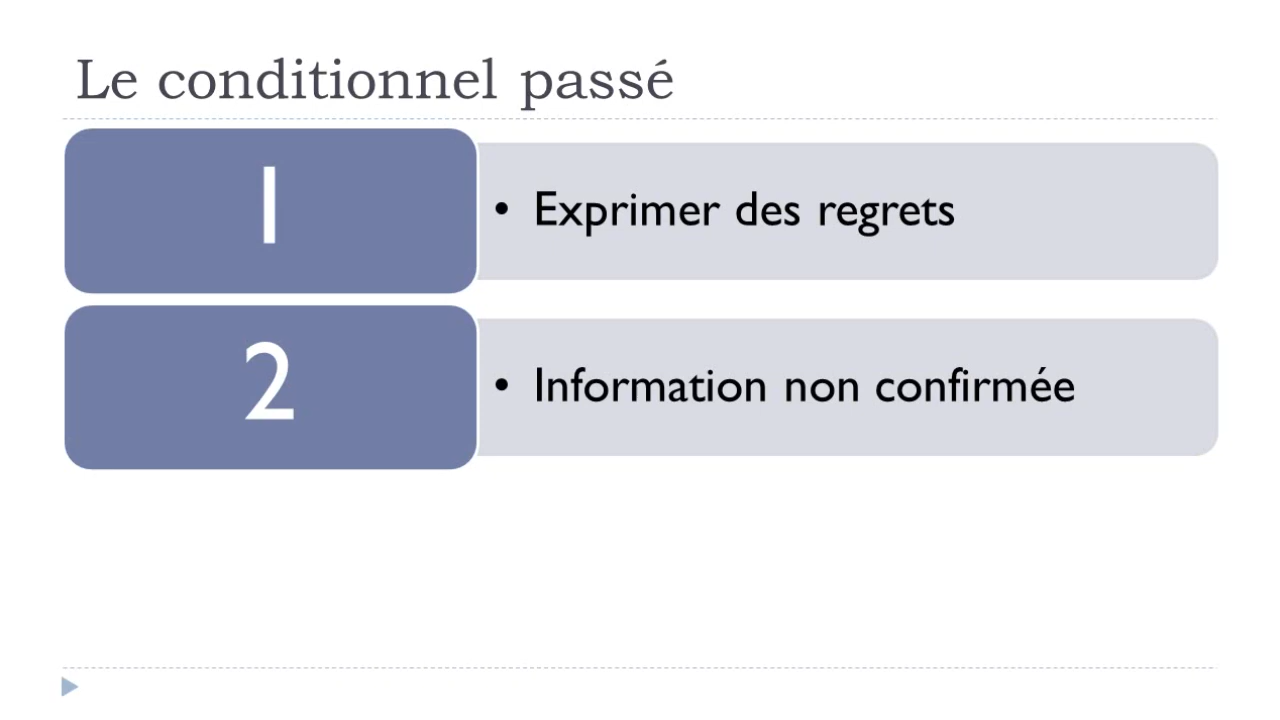 Le conditionnel passé
1
• Exprimer des regrets
2
• Information non confirmée